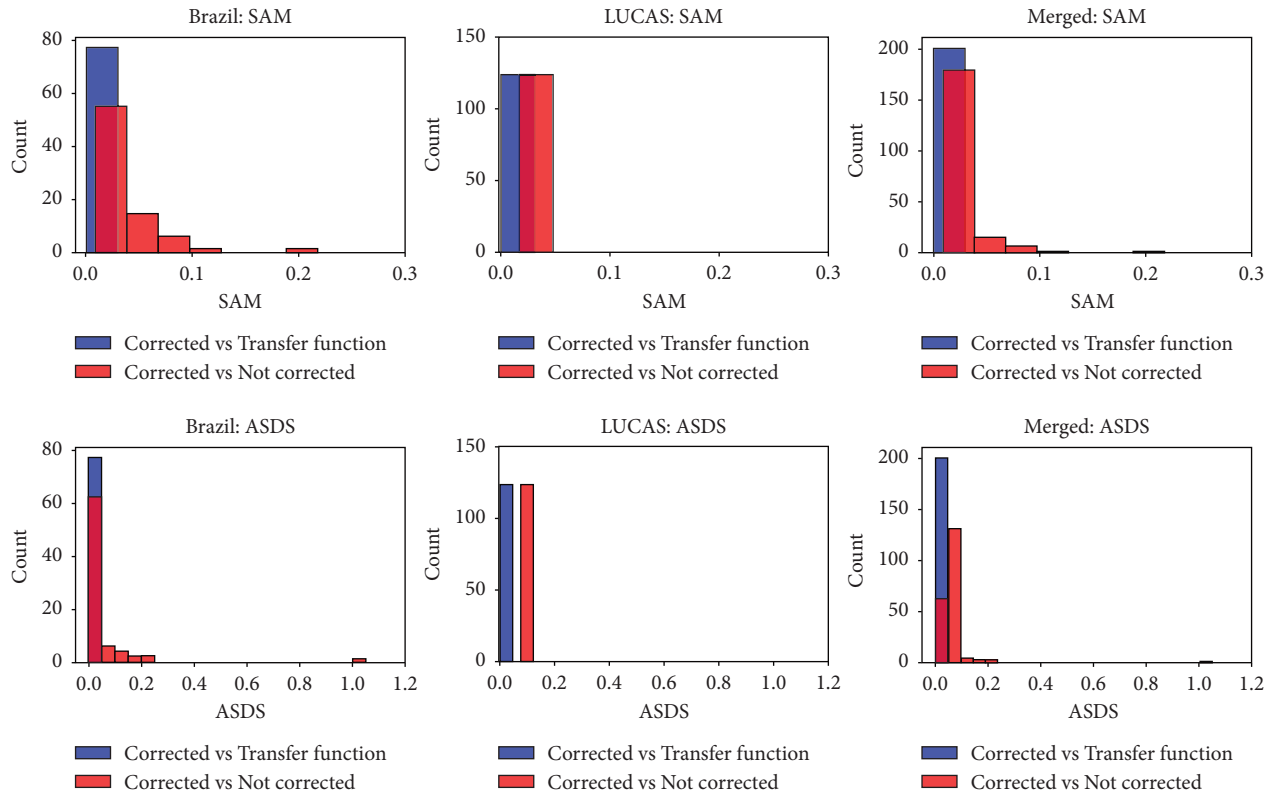 Brazil: SAM
80
60
40
20
0
Count
0.0 0.1 0.2 0.3
SAM
Corrected vs Transfer function
Corrected vs Not corrected
LUCAS: SAM
150
100
50
0
Count
0.0 0.1 0.2 0.3
SAM
Corrected vs Transfer function
Corrected vs Not corrected
Merged: SAM
200
150
100
50
0
Count
0.0 0.1 0.2 0.3
SAM
Corrected vs Transfer function
Corrected vs Not corrected
Brazil: ASDS
80
60
40
20
0
Count
0.0 0.2 0.4 0.6 0.8 1.0 1.2
ASDS
Corrected vs Transfer function
Corrected vs Not corrected
LUCAS: ASDS
150
100
50
0
Count
0.0 0.2 0.4 0.6 0.8 1.0 1.2
ASDS
Corrected vs Transfer function
Corrected vs Not corrected
Merged: ASDS
200
150
100
50
0
Count
0.0 0.2 0.4 0.6 0.8 1.0 1.2
ASDS
Corrected vs Transfer function
Corrected vs Not corrected